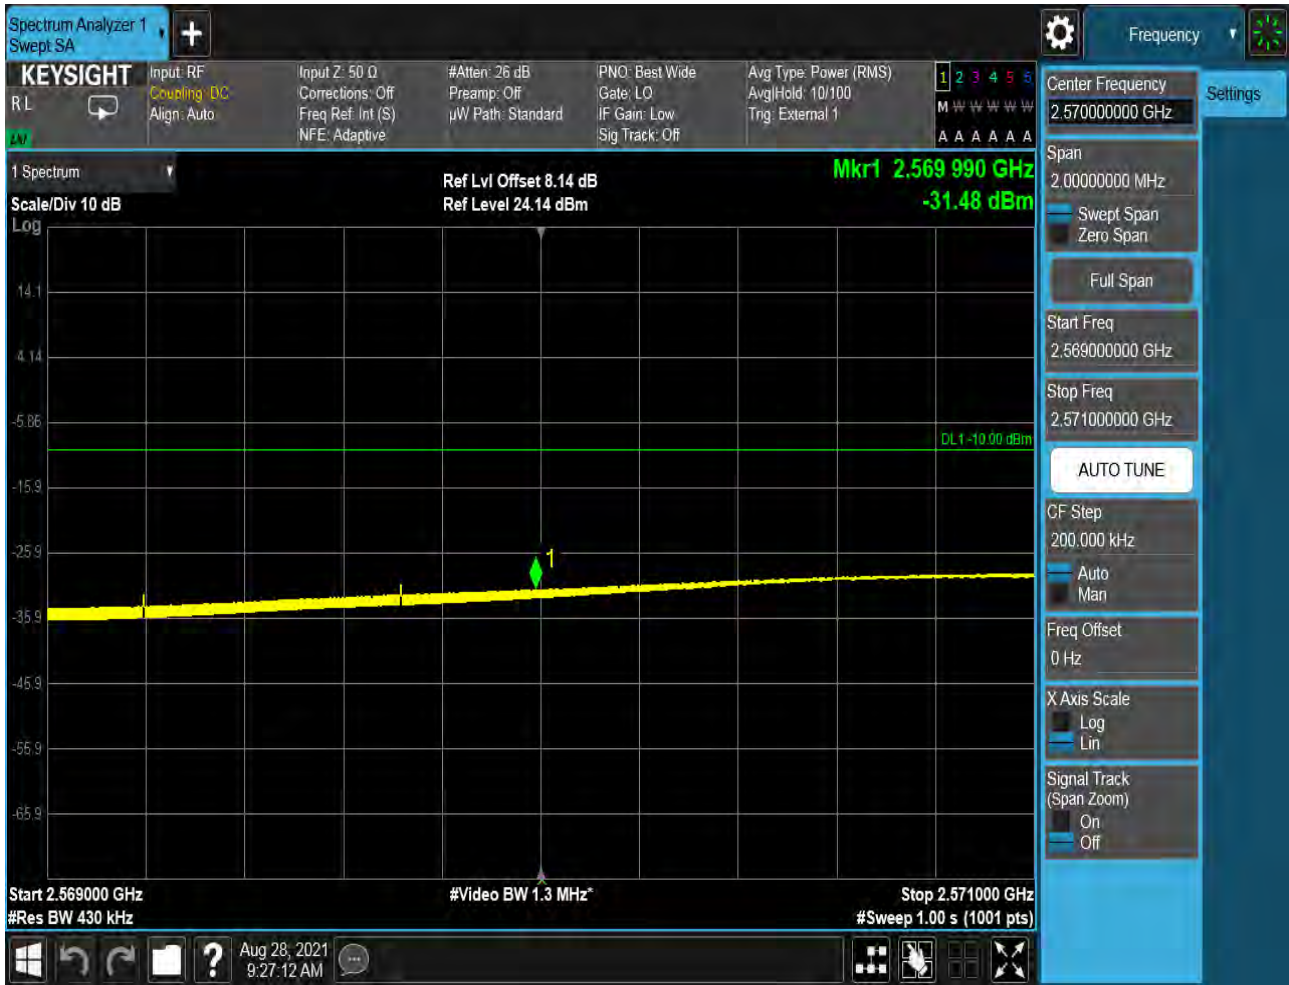 Spectrum Analyzer 1
Swept SA
Frequency
KEYSIGHT
R L
LXI
Input: RF
Coupling: DC
Align: Auto
Input Z: 50 Ω
Corrections: Off
Freq Ref: Int (S)
NFE: Adaptive
#Atten: 26 dB
Preamp: Off
µW Path: Standard
PNO: Best Wide
Gate: LO
IF Gain: Low
Sig Track: Off
Avg Type: Power (RMS)
Avg|Hold: 10/100
Trig: External 1
1 2 3 4 5 6
M W W W W W
A A A A A A
1 Spectrum
Scale/Div 10 dB
Log
Ref Lvl Offset 8.14 dB
Ref Level 24.14 dBm
Mkr1 2.569 990 GHz
-31.48 dBm
14.1
4.14
-5.86
DL1 -10.00 dBm
-15.9
-25.9
1
-35.9
-45.9
-55.9
-65.9
Start 2.569000 GHz
#Res BW 430 kHz
#Video BW 1.3 MHz*
Stop 2.571000 GHz
#Sweep 1.00 s (1001 pts)
Aug 28, 2021
9:27:12 AM
Center Frequency
2.570000000 GHz
Settings
Span
2.00000000 MHz
Swept Span
Zero Span
Full Span
Start Freq
2.569000000 GHz
Stop Freq
2.571000000 GHz
AUTO TUNE
CF Step
200.000 kHz
Auto
Man
Freq Offset
0 Hz
X Axis Scale
Log
Lin
Signal Track
(Span Zoom)
On
Off